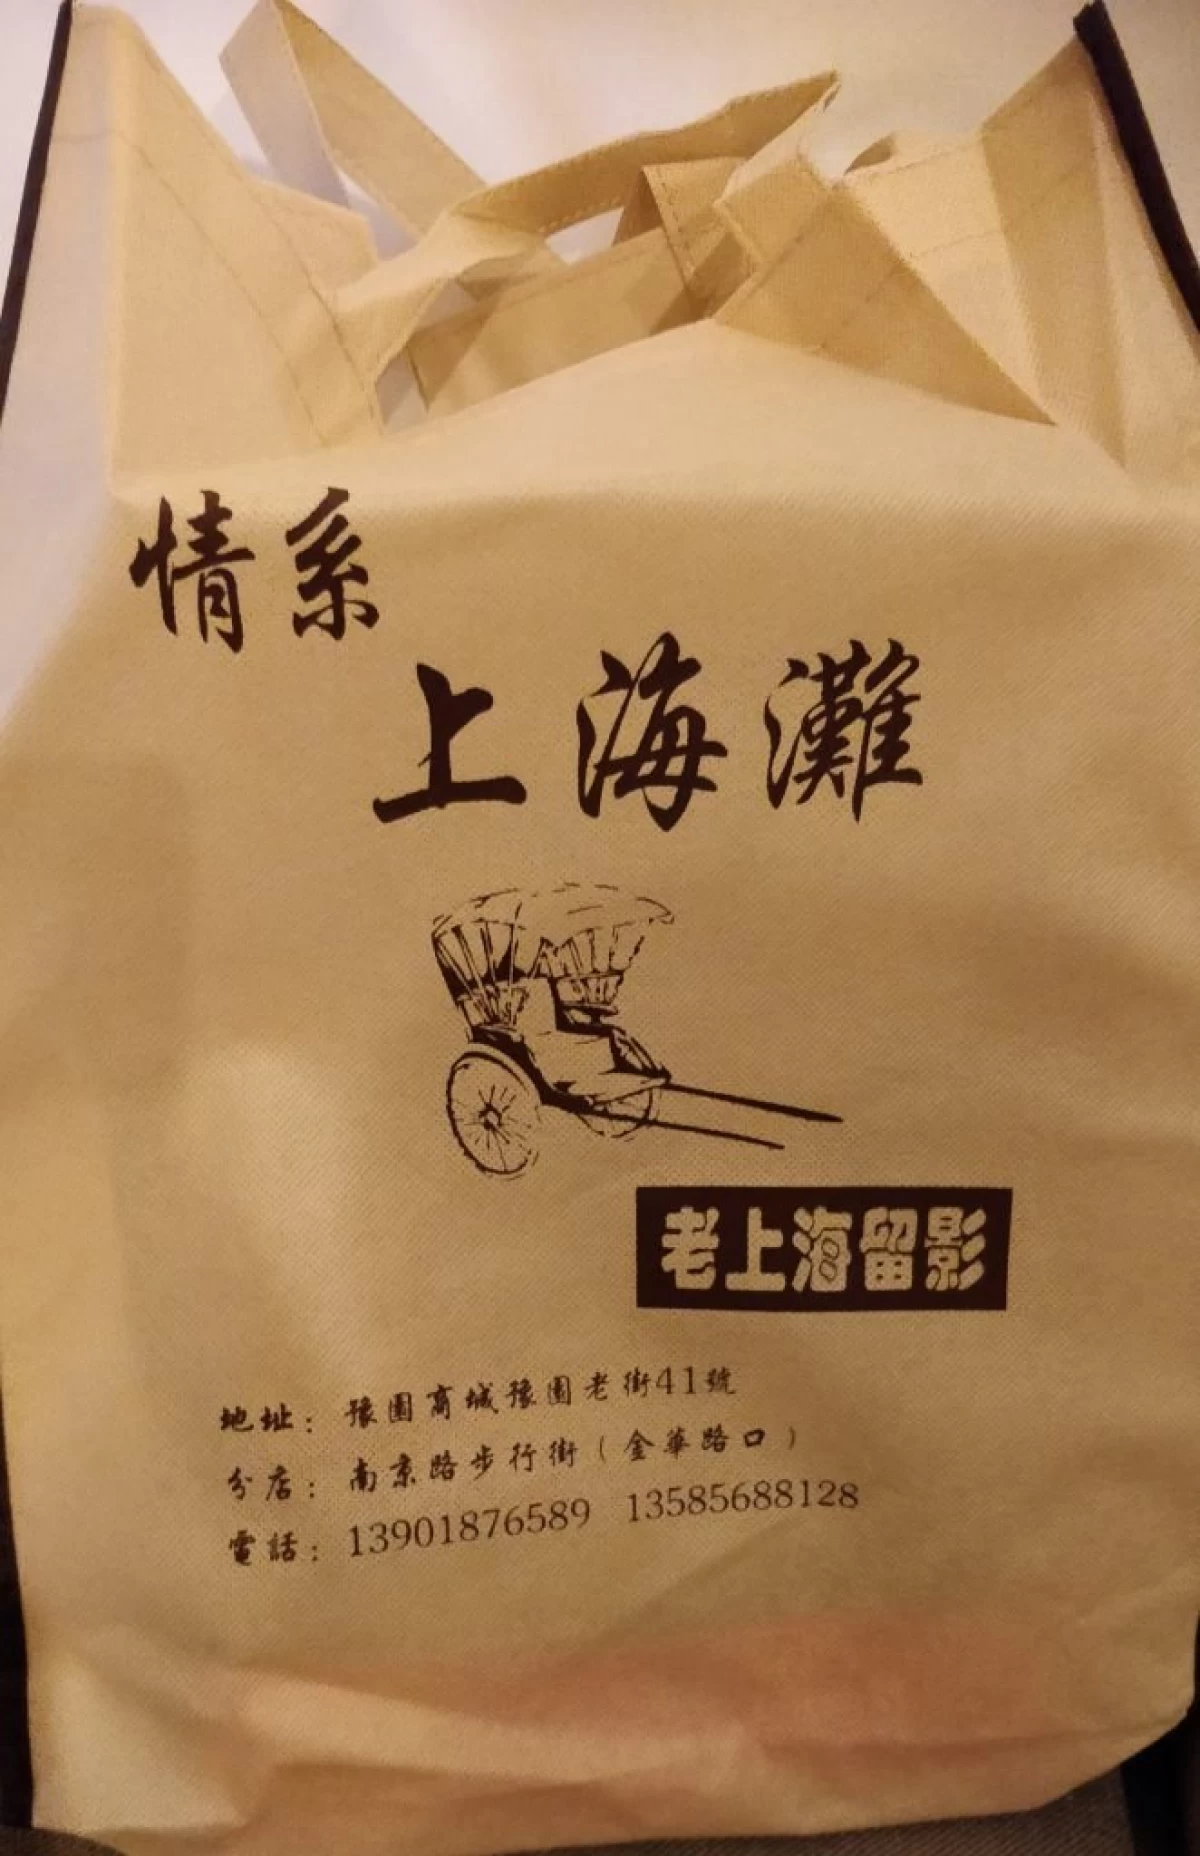 情系
上海灘
老上海留影
地址：豫園商城豫園老街41號
分店：南京路步行街（金華路口）
電話：13901876589 13585688128